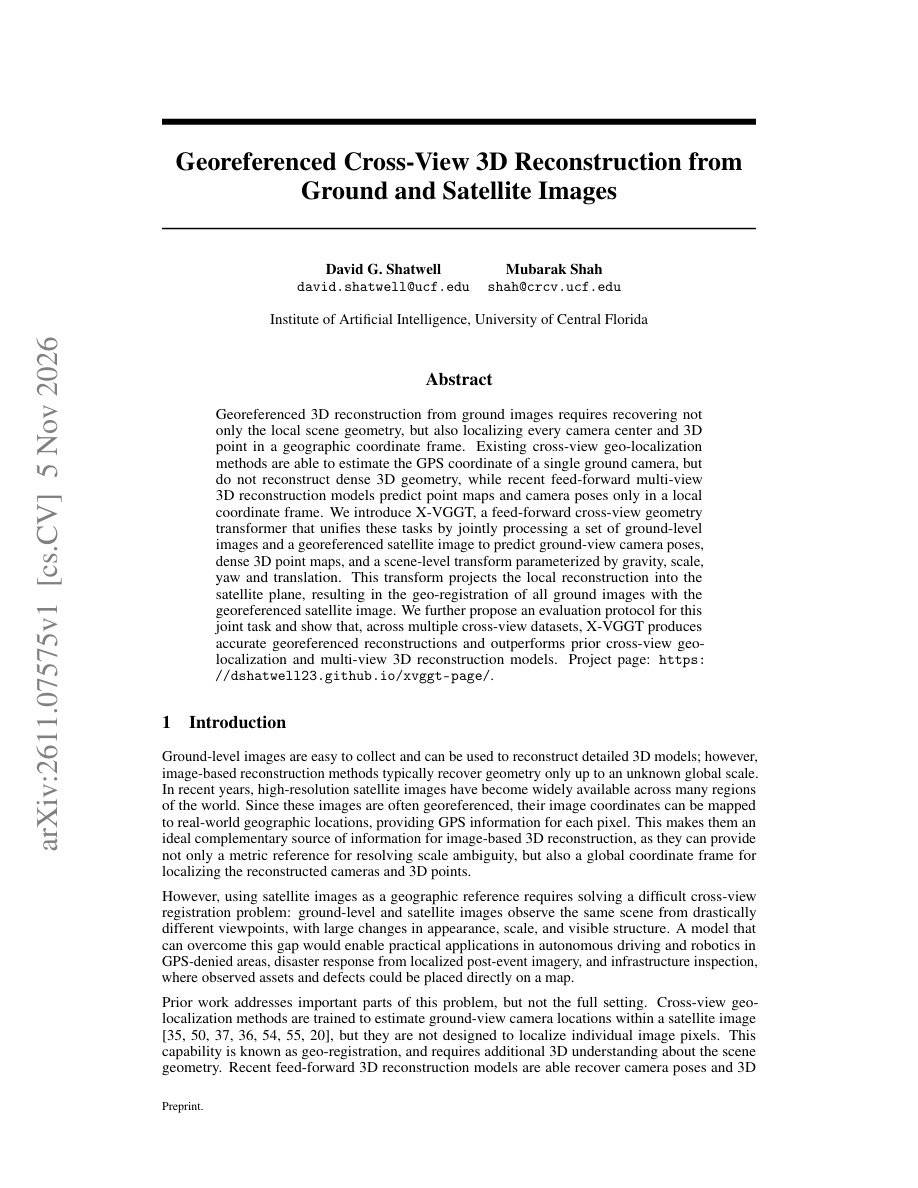 Georeferenced Cross-View 3D Reconstruction from
Ground and Satellite Images
David G. Shatwell
Mubarak Shah
david.shatwell@ucf.edu
shah@crcv.ucf.edu
Institute of Artificial Intelligence, University of Central Florida
Abstract
Georeferenced 3D reconstruction from ground images requires recovering not
only the local scene geometry, but also localizing every camera center and 3D
point in a geographic coordinate frame. Existing cross-view geo-localization
methods are able to estimate the GPS coordinate of a single ground camera, but
do not reconstruct dense 3D geometry, while recent feed-forward multi-view
3D reconstruction models predict point maps and camera poses only in a local
coordinate frame. We introduce X-VGGT, a feed-forward cross-view geometry
transformer that unifies these tasks by jointly processing a set of ground-level
images and a georeferenced satellite image to predict ground-view camera poses,
dense 3D point maps, and a scene-level transform parameterized by gravity, scale,
yaw and translation. This transform projects the local reconstruction into the
satellite plane, resulting in the geo-registration of all ground images with the
georeferenced satellite image. We further propose an evaluation protocol for this
joint task and show that, across multiple cross-view datasets, X-VGGT produces
accurate georeferenced reconstructions and outperforms prior cross-view geo-
localization and multi-view 3D reconstruction models. Project page: https:
//dshatwell23.github.io/xvggt-page/.
1 Introduction
Ground-level images are easy to collect and can be used to reconstruct detailed 3D models; however,
image-based reconstruction methods typically recover geometry only up to an unknown global scale.
In recent years, high-resolution satellite images have become widely available across many regions
of the world. Since these images are often georeferenced, their image coordinates can be mapped
to real-world geographic locations, providing GPS information for each pixel. This makes them an
ideal complementary source of information for image-based 3D reconstruction, as they can provide
not only a metric reference for resolving scale ambiguity, but also a global coordinate frame for
localizing the reconstructed cameras and 3D points.
However, using satellite images as a geographic reference requires solving a difficult cross-view
registration problem: ground-level and satellite images observe the same scene from drastically
different viewpoints, with large changes in appearance, scale, and visible structure. A model that
can overcome this gap would enable practical applications in autonomous driving and robotics in
GPS-denied areas, disaster response from localized post-event imagery, and infrastructure inspection,
where observed assets and defects could be placed directly on a map.
Prior work addresses important parts of this problem, but not the full setting. Cross-view geo-
localization methods are trained to estimate ground-view camera locations within a satellite image
[35, 50, 37, 36, 54, 55, 20], but they are not designed to localize individual image pixels. This
capability is known as geo-registration, and requires additional 3D understanding about the scene
geometry. Recent feed-forward 3D reconstruction models are able recover camera poses and 3D
Preprint.
arXiv:2611.07575v1 [cs.CV] 5 Nov 2026